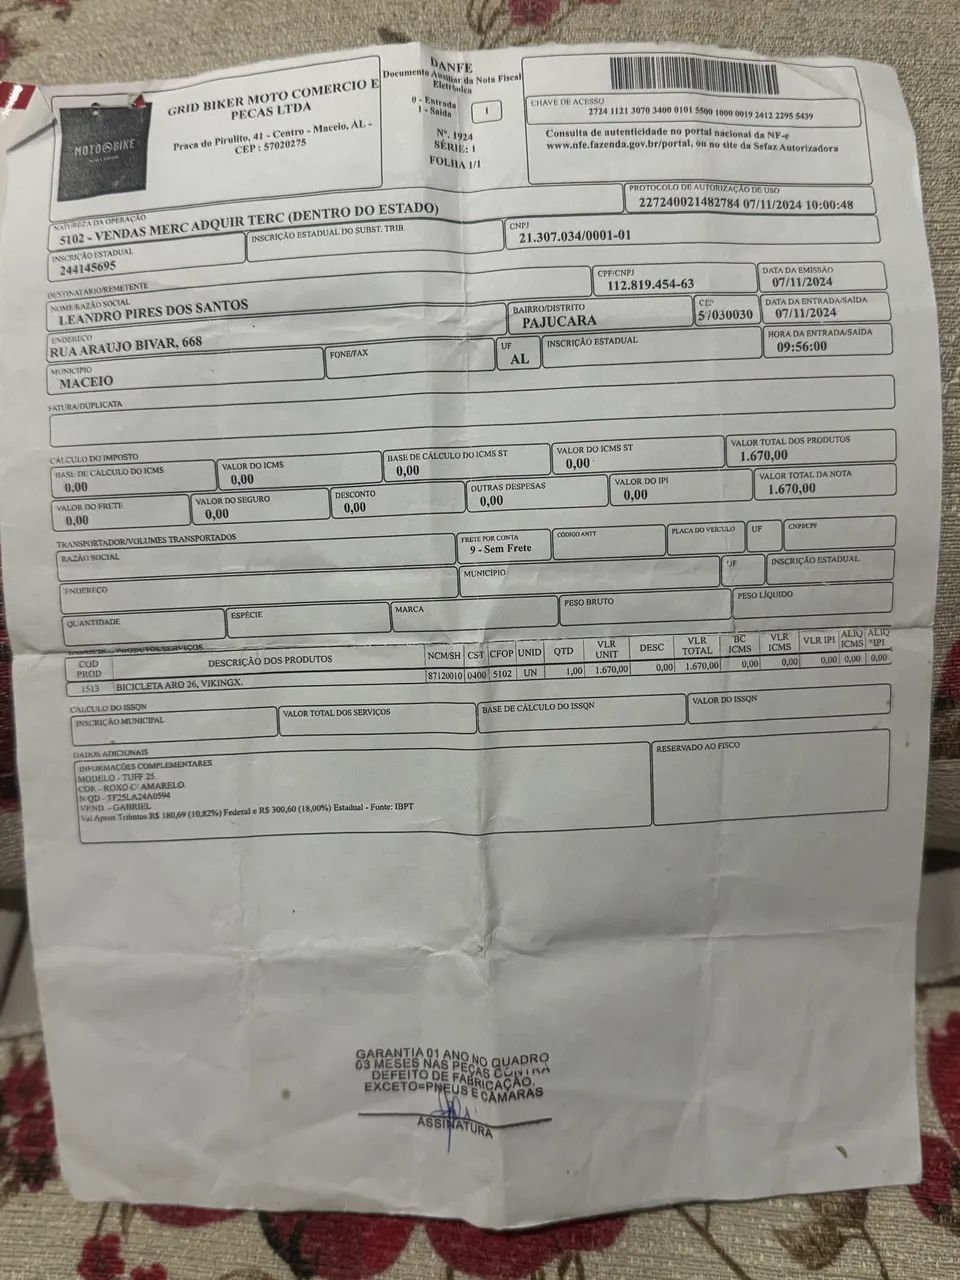 MOTO BIKE
GRID BIKER MOTO COMERCIO E
PECAS LTDA
Praca do Pirulito, 41 - Centro - Maceio, AL -
CEP : 57020275
DANFE
Documento Auxiliar da Nota Fiscal
Eletrônica
0 - Entrada
1 - Saída
1
Nº. 1924
SÉRIE: 1
FOLHA 1/1
CHAVE DE ACESSO
2724 1121 3070 3400 0101 5500 1000 0019 2412 2295 5439
Consulta de autenticidade no portal nacional da NF-e
www.nfe.fazenda.gov.br/portal, ou no site da Sefaz Autorizadora
NATUREZA DA OPERAÇÃO
5102 - VENDAS MERC ADQUIR TERC (DENTRO DO ESTADO)
PROTOCOLO DE AUTORIZAÇÃO DE USO
227240021482784 07/11/2024 10:00:48
INSCRIÇÃO ESTADUAL
244145695
INSCRIÇÃO ESTADUAL DO SUBST. TRIB.
CNPJ
21.307.034/0001-01
DESTINATÁRIO/REMETENTE
NOME/RAZÃO SOCIAL
LEANDRO PIRES DOS SANTOS
CPF/CNPJ
112.819.454-63
DATA DA EMISSÃO
07/11/2024
ENDEREÇO
RUA ARAUJO BIVAR, 668
BAIRRO/DISTRITO
PAJUCARA
CEP
57030030
DATA DA ENTRADA/SAÍDA
07/11/2024
MUNICÍPIO
MACEIO
FONE/FAX
UF
AL
INSCRIÇÃO ESTADUAL
HORA DA ENTRADA/SAÍDA
09:56:00
FATURA/DUPLICATA
CÁLCULO DO IMPOSTO
BASE DE CÁLCULO DO ICMS
0,00
VALOR DO ICMS
0,00
BASE DE CÁLCULO DO ICMS ST
0,00
VALOR DO ICMS ST
0,00
VALOR TOTAL DOS PRODUTOS
1.670,00
VALOR DO FRETE
0,00
VALOR DO SEGURO
0,00
DESCONTO
0,00
OUTRAS DESPESAS
0,00
VALOR DO IPI
0,00
VALOR TOTAL DA NOTA
1.670,00
TRANSPORTADOR/VOLUMES TRANSPORTADOS
RAZÃO SOCIAL
FRETE POR CONTA
9 - Sem Frete
CÓDIGO ANTT
PLACA DO VEÍCULO
UF
CNPJ/CPF
ENDEREÇO
MUNICÍPIO
UF
INSCRIÇÃO ESTADUAL
QUANTIDADE
ESPÉCIE
MARCA
PESO BRUTO
PESO LÍQUIDO
PRODUTO/SERVIÇOS
COD PROD
DESCRIÇÃO DOS PRODUTOS
NCM/SH
CST
CFOP
UNID
QTD
VLR UNIT
DESC
VLR TOTAL
BC ICMS
VLR ICMS
VLR IPI
ALIQ ICMS
ALIQ IPI
1513 BICICLETA ARO 26, VIKINGX. 87120010 0400 5102 UN 1,00 1.670,00 0,00 1.670,00 0,00 0,00 0,00 0,00 0,00
CÁLCULO DO ISSQN
INSCRIÇÃO MUNICIPAL
VALOR TOTAL DOS SERVIÇOS
BASE DE CÁLCULO DO ISSQN
VALOR DO ISSQN
DADOS ADICIONAIS
INFORMAÇÕES COMPLEMENTARES
MODELO - TUFF 25.
COR - ROXO C/ AMARELO.
N QD - TF25LA24A0594
VEND. - GABRIEL
Val Aprox Tributos R$ 180,69 (10,82%) Federal e R$ 300,60 (18,00%) Estadual - Fonte: IBPT
RESERVADO AO FISCO
GARANTIA 01 ANO NO QUADRO
03 MESES NAS PEÇAS CONTRA
DEFEITO DE FABRICAÇÃO.
EXCETO=PNEUS E CÂMARAS
ASSINATURA